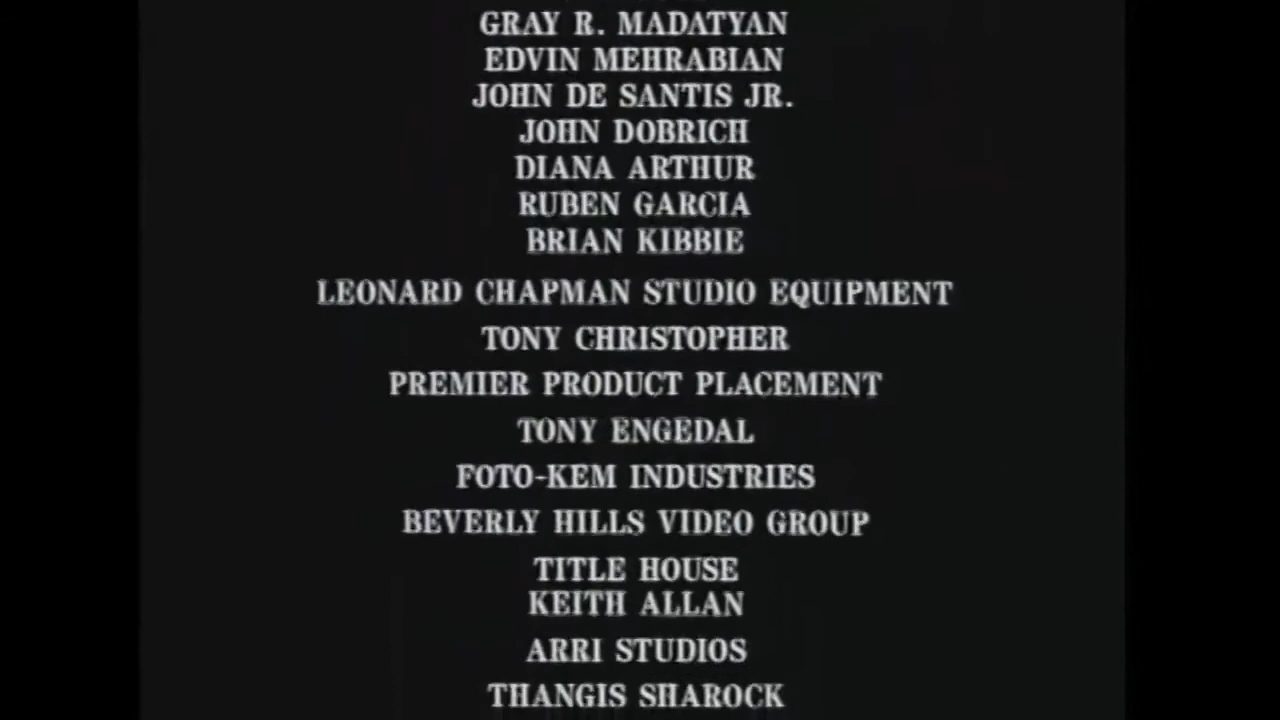 GRAY R. MADATYAN
EDVIN MEHRABIAN
JOHN DE SANTIS JR.
JOHN DOBRICH
DIANA ARTHUR
RUBEN GARCIA
BRIAN KIBBIE
LEONARD CHAPMAN STUDIO EQUIPMENT
TONY CHRISTOPHER
PREMIER PRODUCT PLACEMENT
TONY ENGEDAL
FOTO-KEM INDUSTRIES
BEVERLY HILLS VIDEO GROUP
TITLE HOUSE
KEITH ALLAN
ARRI STUDIOS
THANGIS SHAROCK